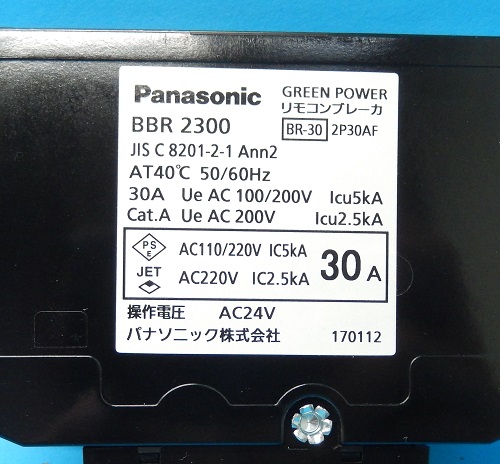 Panasonic GREEN POWER
リモコンブレーカ
BBR 2300 BR-30 2P30AF
JIS C 8201-2-1 Ann2
AT40℃ 50/60Hz
30A Ue AC 100/200V Icu5kA
Cat.A Ue AC 200V Icu2.5kA
PS E AC110/220V IC5kA 30A
JET AC220V IC2.5kA
操作電圧 AC24V
パナソニック株式会社 170112